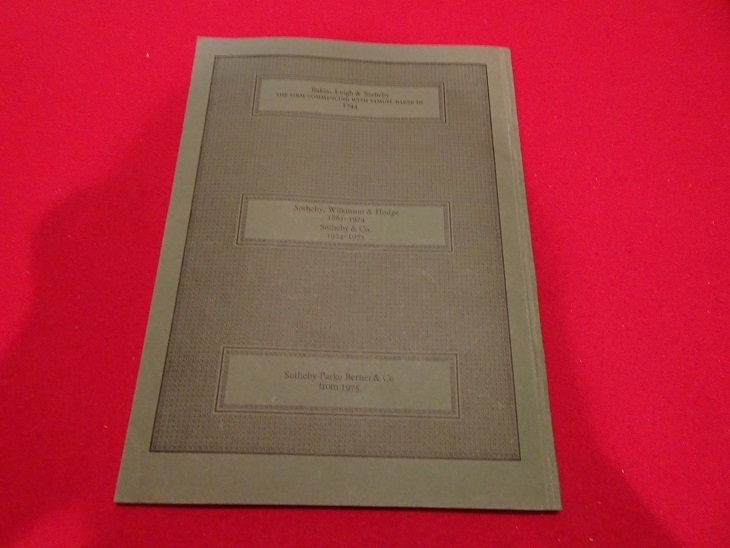 Baker, Leigh & Sotheby
THE FIRM COMMENCING WITH SAMUEL BAKER IN
1744
Sotheby, Wilkinson & Hodge
1861–1924
Sotheby & Co.
1924–1975
Sotheby Parke Bernet & Co.
from 1975